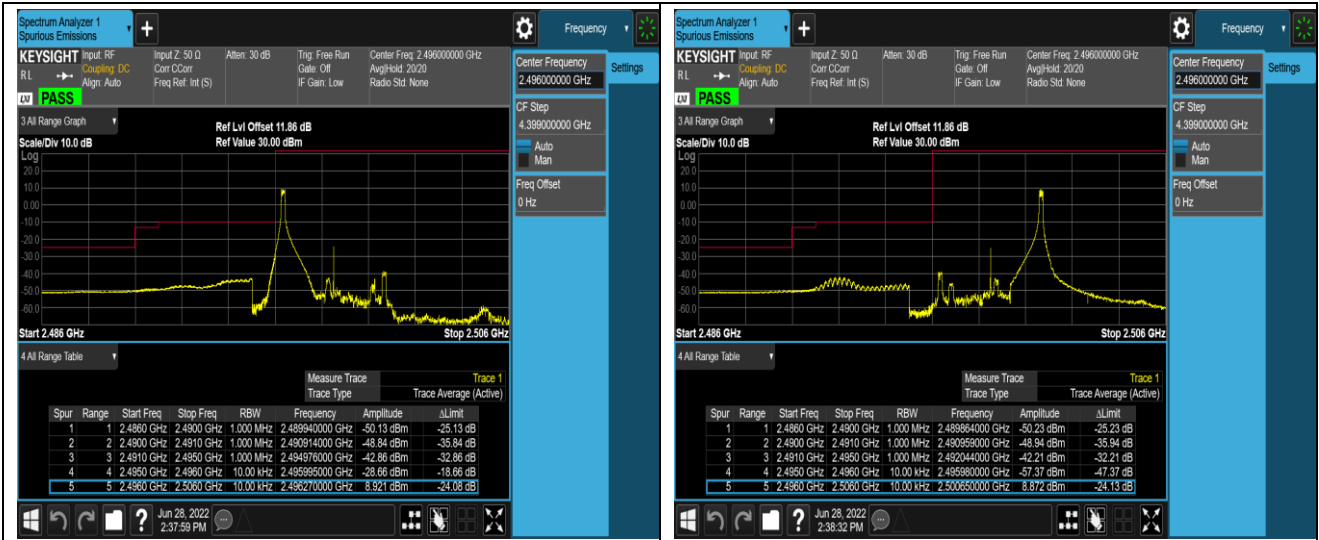 Spectrum Analyzer 1
Spurious Emissions
Frequency
KEYSIGHT Input: RF Input Z: 50 Ω Atten: 30 dB Trig: Free Run Center Freq: 2.496000000 GHz
RL Coupling: DC Corr CCorr Gate: Off Avg|Hold: 20/20
Align: Auto Freq Ref: Int (S) IF Gain: Low Radio Std: None
LXI PASS
Center Frequency
2.496000000 GHz
Settings
CF Step
4.399000000 GHz
Auto
Man
Freq Offset
0 Hz
3 All Range Graph
Ref Lvl Offset 11.86 dB
Scale/Div 10.0 dB Ref Value 30.00 dBm
Log
20.0
10.0
0.00
-10.0
-20.0
-30.0
-40.0
-50.0
-60.0
Start 2.486 GHz Stop 2.506 GHz
4 All Range Table
Measure Trace Trace 1
Trace Type Trace Average (Active)
Spur Range Start Freq Stop Freq RBW Frequency Amplitude ΔLimit
1 1 2.4860 GHz 2.4900 GHz 1.000 MHz 2.489940000 GHz -50.13 dBm -25.13 dB
2 2 2.4900 GHz 2.4910 GHz 1.000 MHz 2.490914000 GHz -48.84 dBm -35.84 dB
3 3 2.4910 GHz 2.4950 GHz 1.000 MHz 2.494976000 GHz -42.86 dBm -32.86 dB
4 4 2.4950 GHz 2.4960 GHz 10.00 kHz 2.495995000 GHz -28.66 dBm -18.66 dB
5 5 2.4960 GHz 2.5060 GHz 10.00 kHz 2.496270000 GHz 8.921 dBm -24.08 dB
Jun 28, 2022
2:37:59 PM
Spectrum Analyzer 1
Spurious Emissions
Frequency
KEYSIGHT Input: RF Input Z: 50 Ω Atten: 30 dB Trig: Free Run Center Freq: 2.496000000 GHz
RL Coupling: DC Corr CCorr Gate: Off Avg|Hold: 20/20
Align: Auto Freq Ref: Int (S) IF Gain: Low Radio Std: None
LXI PASS
Center Frequency
2.496000000 GHz
Settings
CF Step
4.399000000 GHz
Auto
Man
Freq Offset
0 Hz
3 All Range Graph
Ref Lvl Offset 11.86 dB
Scale/Div 10.0 dB Ref Value 30.00 dBm
Log
20.0
10.0
0.00
-10.0
-20.0
-30.0
-40.0
-50.0
-60.0
Start 2.486 GHz Stop 2.506 GHz
4 All Range Table
Measure Trace Trace 1
Trace Type Trace Average (Active)
Spur Range Start Freq Stop Freq RBW Frequency Amplitude ΔLimit
1 1 2.4860 GHz 2.4900 GHz 1.000 MHz 2.489864000 GHz -50.23 dBm -25.23 dB
2 2 2.4900 GHz 2.4910 GHz 1.000 MHz 2.490959000 GHz -48.94 dBm -35.94 dB
3 3 2.4910 GHz 2.4950 GHz 1.000 MHz 2.492044000 GHz -42.21 dBm -32.21 dB
4 4 2.4950 GHz 2.4960 GHz 10.00 kHz 2.495980000 GHz -57.37 dBm -47.37 dB
5 5 2.4960 GHz 2.5060 GHz 10.00 kHz 2.500650000 GHz 8.872 dBm -24.13 dB
Jun 28, 2022
2:38:32 PM